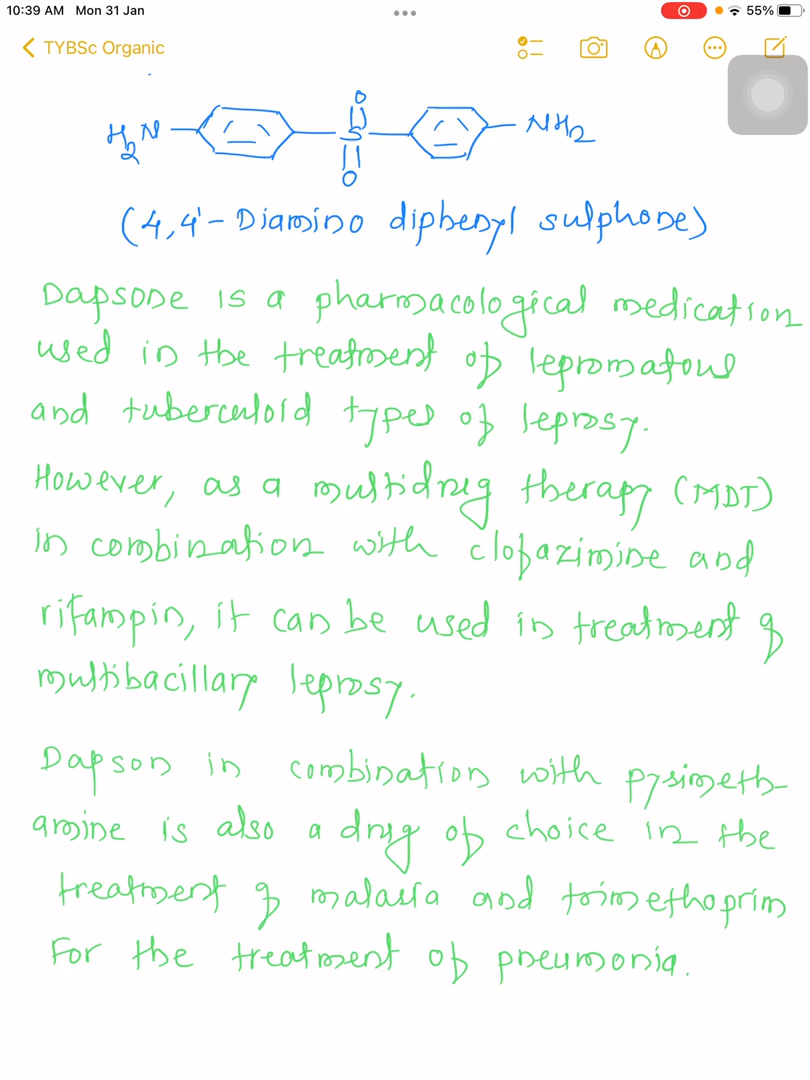 10:39 AM Mon 31 Jan
55%
TYBSc Organic
H2N
O
S
O
NH2
(4,4'-Diamino diphenyl sulphone)
Dapsone is a pharmacological medication
used in the treatment of lepromatous
and tuberculoid types of leprosy.
However, as a multidrug therapy (MDT)
in combination with clofazimine and
rifampin, it can be used in treatment of
multibacillary leprosy.
Dapson in combination with pyrimeth-
amine is also a drug of choice in the
treatment of malaria and trimethoprim
For the treatment of pneumonia.